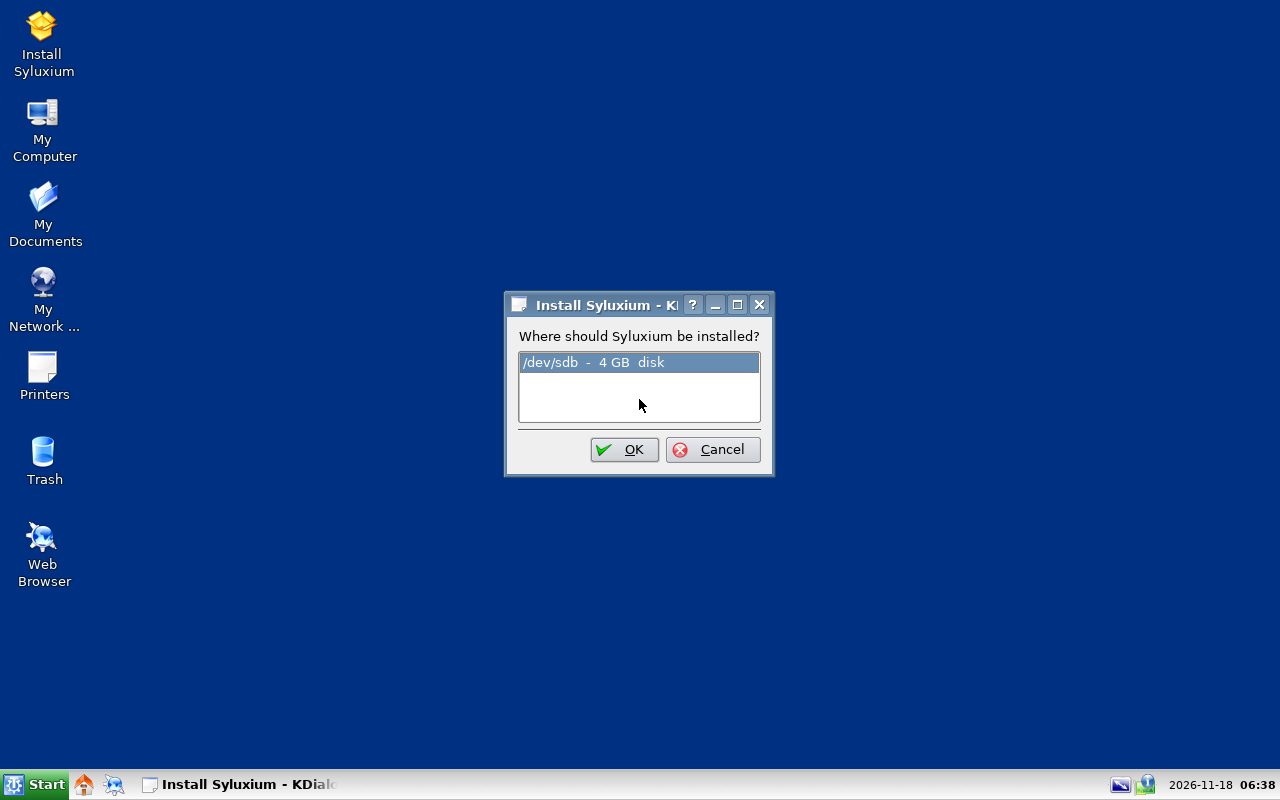 Install
Syluxium
My
Computer
My
Documents
My
Network ...
Printers
Trash
Web
Browser
Install Syluxium - K
Where should Syluxium be installed?
/dev/sdb - 4 GB disk
OK
Cancel
Start
Install Syluxium - KDialo
2026-11-18 06:38